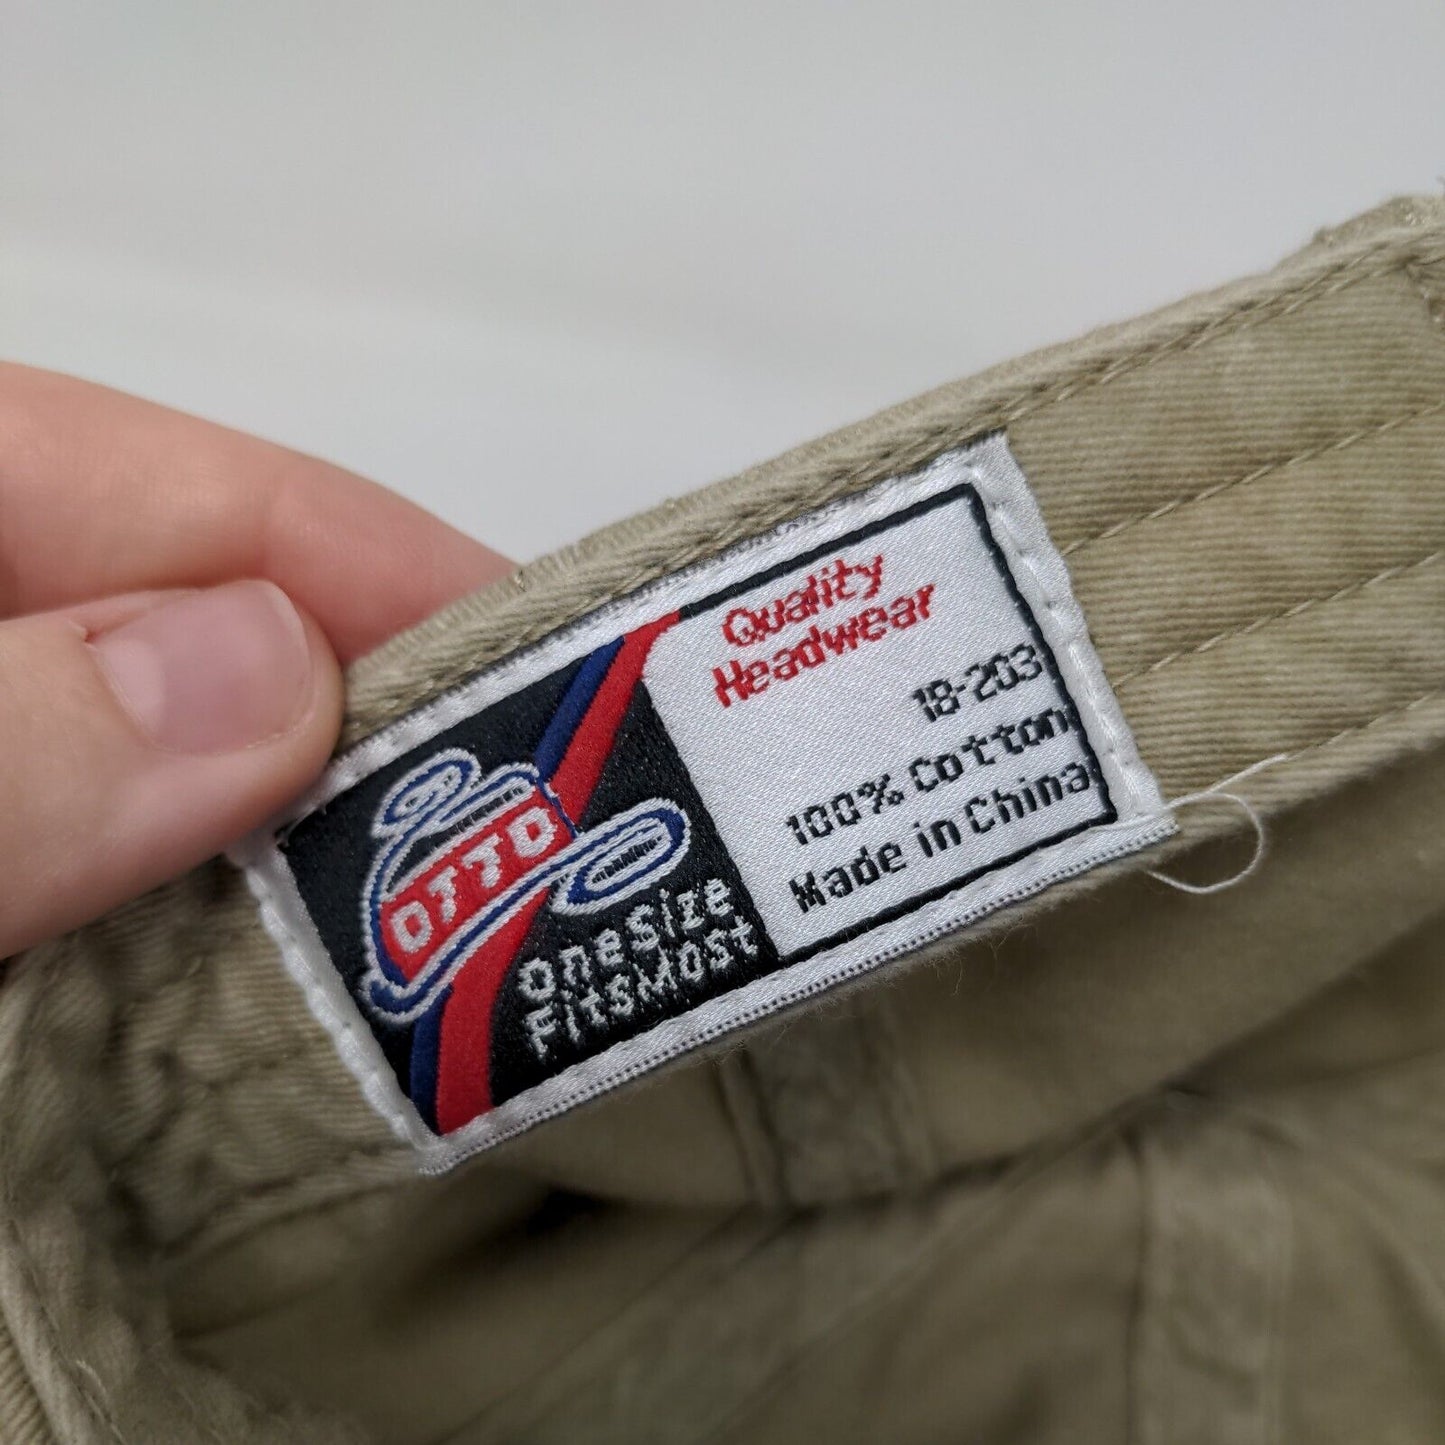 OTTO
One Size
Fits Most
Quality
Headwear
18-203
100% Cotton
Made in China